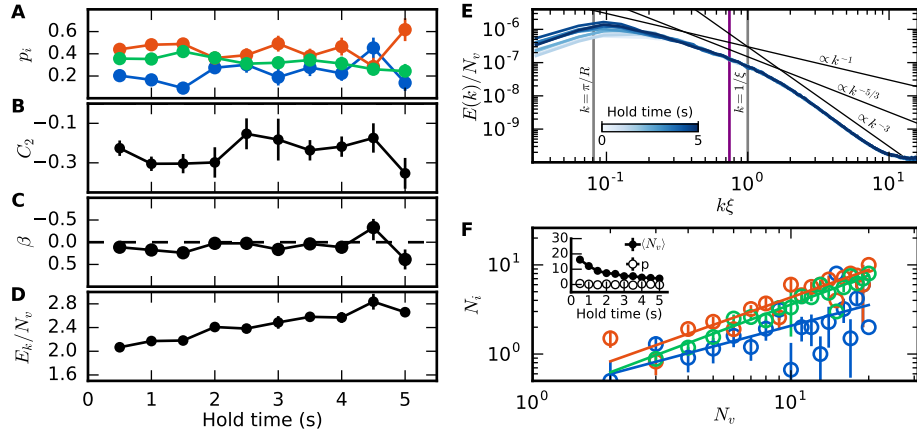 A
0.6
0.4
0.2
p_i
B
−0.1
−0.3
C_2
C
−0.5
0.0
0.5
β
D
2.8
2.4
2.0
1.6
E_k/N_v
0 1 2 3 4 5
Hold time (s)
E
10^{-6}
10^{-7}
10^{-8}
10^{-9}
E(k)/N_v
k=π/R
k=1/ξ
∝k^{-1}
∝k^{-5/3}
∝k^{-3}
Hold time (s)
0 5
10^{-1} 10^0 10^1
kξ
F
10^1
10^0
N_i
30
20
10
0
⟨N_v⟩
p
0 1 2 3 4 5
Hold time (s)
10^0 10^1
N_v